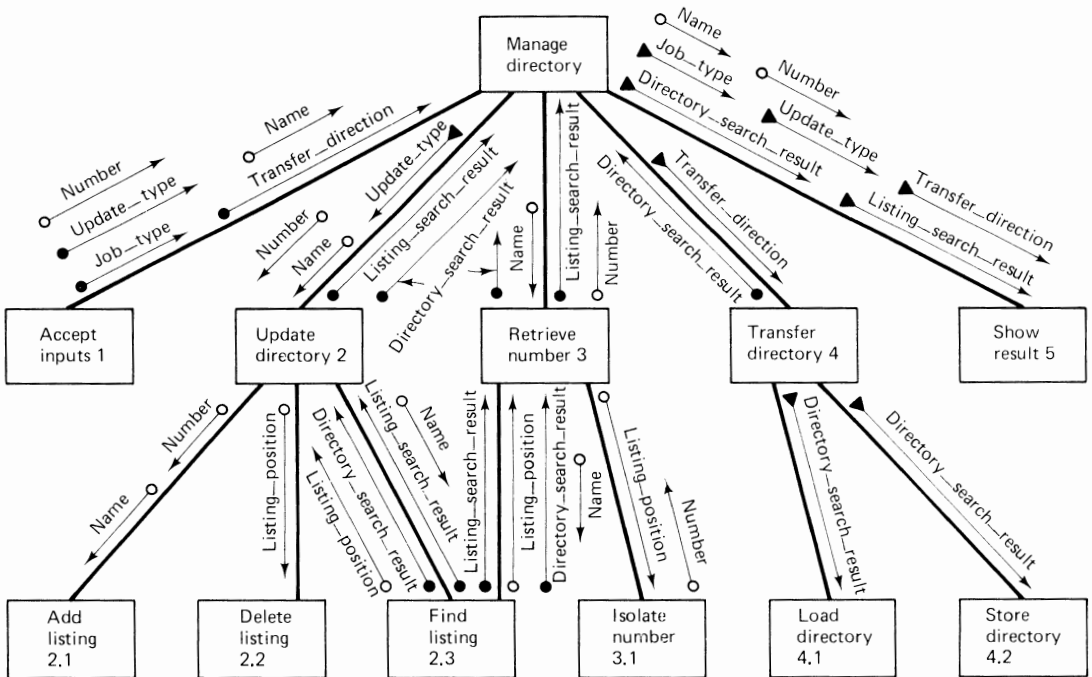 Manage
directory
Name
Job_type
Directory_search_result
Number
Update_type
Listing_search_result
Transfer_direction
Number
Update_type
Job_type
Name
Transfer_direction
Update_type
Number
Name
Listing_search_result
Directory_search_result
Name
Listing_search_result
Number
Transfer_direction
Directory_search_result
Accept
inputs 1
Update
directory 2
Retrieve
number 3
Transfer
directory 4
Show
result 5
Number
Name
Listing_position
Listing_position
Directory_search_result
Listing_search_result
Name
Listing_search_result
Listing_position
Directory_search_result
Name
Listing_position
Number
Directory_search_result
Directory_search_result
Add
listing
2.1
Delete
listing
2.2
Find
listing
2.3
Isolate
number
3.1
Load
directory
4.1
Store
directory
4.2